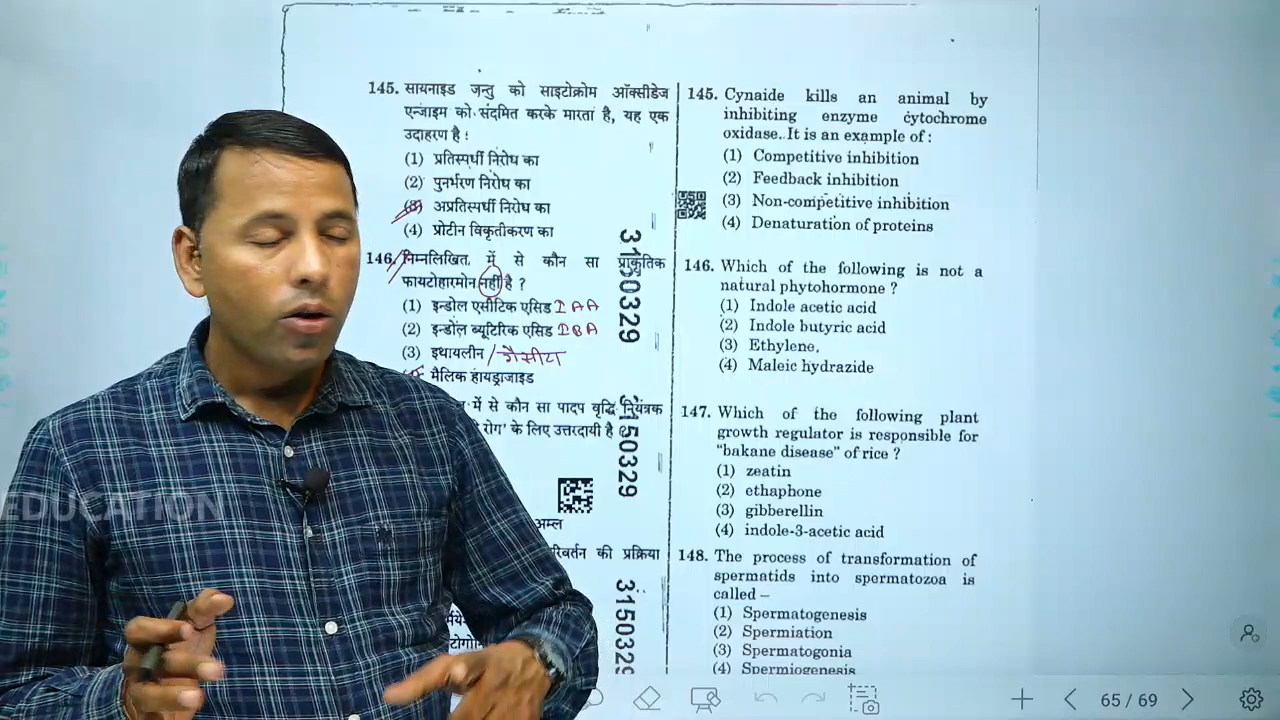 145. सायनाइड जन्तु को साइटोक्रोम ऑक्सीडेज
एन्जाइम को संदमित करके मारता है, यह एक
उदाहरण है :
(1) प्रतिस्पर्धी निरोध का
(2) पुनर्भरण निरोध का
(3) अप्रतिस्पर्धी निरोध का
(4) प्रोटीन विकृतीकरण का
146. निम्नलिखित में से कौन सा प्राकृतिक
फायटोहारमोन नहीं है ?
(1) इन्डोल एसीटिक एसिड IAA
(2) इन्डोल ब्यूटिरिक एसिड IBA
(3) इथायलीन / गैसीय
मैलिक हायड्राजाइड
में से कौन सा पादप वृद्धि नियंत्रक
रोग' के लिए उत्तरदायी है
अम्ल
की प्रक्रिया
3150329
3150329
3150329
145. Cynaide kills an animal by
inhibiting enzyme cytochrome
oxidase. It is an example of :
(1) Competitive inhibition
(2) Feedback inhibition
(3) Non-competitive inhibition
(4) Denaturation of proteins
146. Which of the following is not a
natural phytohormone ?
(1) Indole acetic acid
(2) Indole butyric acid
(3) Ethylene,
(4) Maleic hydrazide
147. Which of the following plant
growth regulator is responsible for
"bakane disease" of rice ?
(1) zeatin
(2) ethaphone
(3) gibberellin
(4) indole-3-acetic acid
148. The process of transformation of
spermatids into spermatozoa is
called –
(1) Spermatogenesis
(2) Spermiation
(3) Spermatogonia
(4) Spermiogenesis
EDUCATION
65 / 69